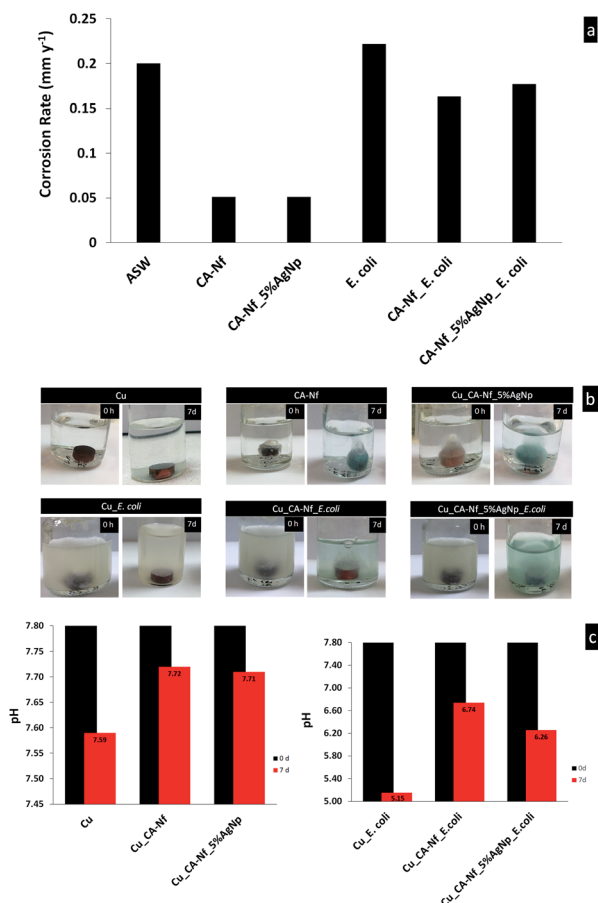 a
0.25
0.2
0.15
0.1
0.05
0
Corrosion Rate (mm y⁻¹)
ASW
CA-Nf
CA-Nf_5%AgNp
E. coli
CA-Nf_E. coli
CA-Nf_5%AgNp_E. coli
b
Cu
0 h
7d
CA-Nf
0 h
7 d
Cu_CA-Nf_5%AgNp
0 h
7 d
Cu_E. coli
0 h
7d
Cu_CA-Nf_E.coli
0 h
7d
Cu_CA-Nf_5%AgNp_E.coli
0 h
7d
c
7.80
7.75
7.70
7.65
7.60
7.55
7.50
7.45
pH
7.59
7.72
7.71
0 d
7 d
Cu
Cu_CA-Nf
Cu_CA-Nf_5%AgNp
7.80
7.40
7.00
6.60
6.20
5.80
5.40
5.00
pH
5.15
6.74
6.26
0d
7d
Cu_E. coli
Cu_CA-Nf_E.coli
Cu_CA-Nf_5%AgNp_E.coli